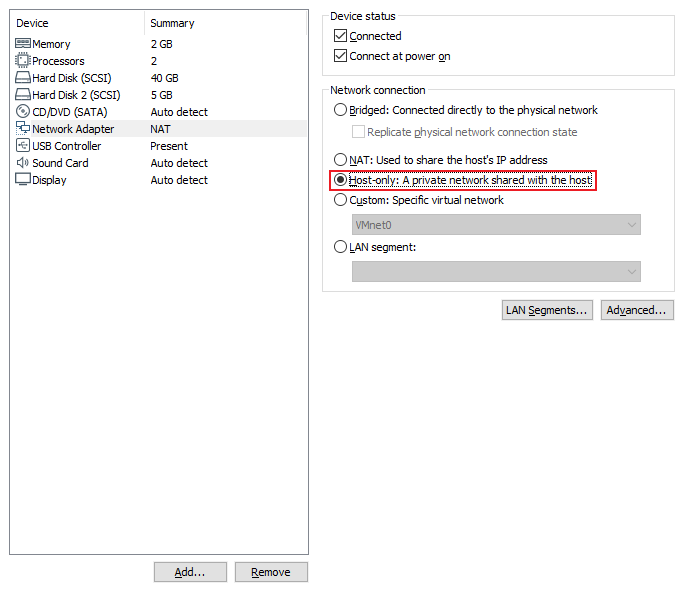 Device Summary
Memory 2 GB
Processors 2
Hard Disk (SCSI) 40 GB
Hard Disk 2 (SCSI) 5 GB
CD/DVD (SATA) Auto detect
Network Adapter NAT
USB Controller Present
Sound Card Auto detect
Display Auto detect
Add...
Remove
Device status
Connected
Connect at power on
Network connection
Bridged: Connected directly to the physical network
Replicate physical network connection state
NAT: Used to share the host's IP address
Host-only: A private network shared with the host
Custom: Specific virtual network
VMnet0
LAN segment:
LAN Segments...
Advanced...